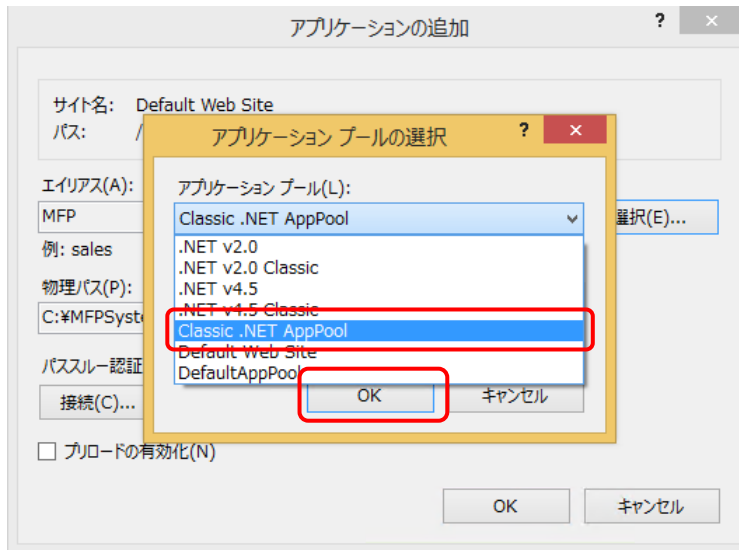 アプリケーションの追加
?
×
サイト名: Default Web Site
パス: /
アプリケーション プールの選択
?
×
エイリアス(A):
MFP
例: sales
物理パス(P):
C:¥MFPSyste
パススルー認証
接続(C)...
アプリケーション プール(L):
Classic .NET AppPool
選択(E)...
.NET v2.0
.NET v2.0 Classic
.NET v4.5
.NET v4.5 Classic
Classic .NET AppPool
Default Web Site
DefaultAppPool
OK
キャンセル
プリロードの有効化(N)
OK
キャンセル